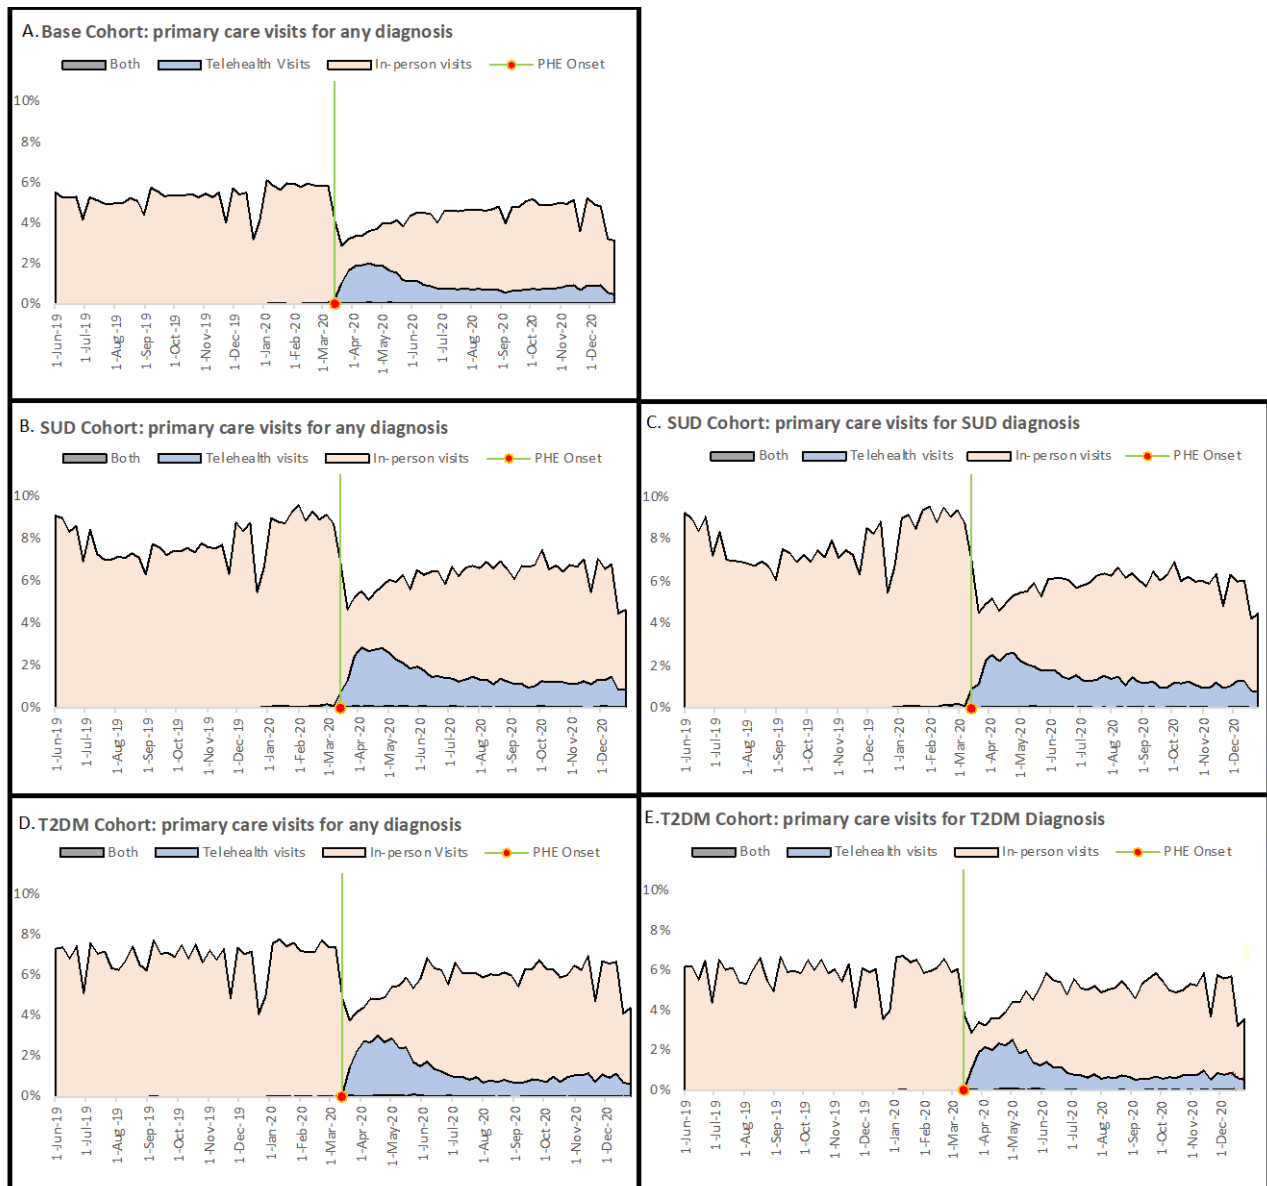 A. Base Cohort: primary care visits for any diagnosis
Both Telehealth Visits In-person visits PHE Onset
10%
8%
6%
4%
2%
0%
1-Jun-19 1-Jul-19 1-Aug-19 1-Sep-19 1-Oct-19 1-Nov-19 1-Dec-19 1-Jan-20 1-Feb-20 1-Mar-20 1-Apr-20 1-May-20 1-Jun-20 1-Jul-20 1-Aug-20 1-Sep-20 1-Oct-20 1-Nov-20 1-Dec-20
B. SUD Cohort: primary care visits for any diagnosis
Both Telehealth visits In-person visits PHE Onset
10%
8%
6%
4%
2%
0%
1-Jun-19 1-Jul-19 1-Aug-19 1-Sep-19 1-Oct-19 1-Nov-19 1-Dec-19 1-Jan-20 1-Feb-20 1-Mar-20 1-Apr-20 1-May-20 1-Jun-20 1-Jul-20 1-Aug-20 1-Sep-20 1-Oct-20 1-Nov-20 1-Dec-20
C. SUD Cohort: primary care visits for SUD diagnosis
Both Telehealth visits In-person visits PHE Onset
10%
8%
6%
4%
2%
0%
1-Jun-19 1-Jul-19 1-Aug-19 1-Sep-19 1-Oct-19 1-Nov-19 1-Dec-19 1-Jan-20 1-Feb-20 1-Mar-20 1-Apr-20 1-May-20 1-Jun-20 1-Jul-20 1-Aug-20 1-Sep-20 1-Oct-20 1-Nov-20 1-Dec-20
D. T2DM Cohort: primary care visits for any diagnosis
Both Telehealth visits In-person Visits PHE Onset
10%
8%
6%
4%
2%
0%
1-Jun-19 1-Jul-19 1-Aug-19 1-Sep-19 1-Oct-19 1-Nov-19 1-Dec-19 1-Jan-20 1-Feb-20 1-Mar-20 1-Apr-20 1-May-20 1-Jun-20 1-Jul-20 1-Aug-20 1-Sep-20 1-Oct-20 1-Nov-20 1-Dec-20
E. T2DM Cohort: primary care visits for T2DM Diagnosis
Both Telehealth visits In-person visits PHE Onset
10%
8%
6%
4%
2%
0%
1-Jun-19 1-Jul-19 1-Aug-19 1-Sep-19 1-Oct-19 1-Nov-19 1-Dec-19 1-Jan-20 1-Feb-20 1-Mar-20 1-Apr-20 1-May-20 1-Jun-20 1-Jul-20 1-Aug-20 1-Sep-20 1-Oct-20 1-Nov-20 1-Dec-20